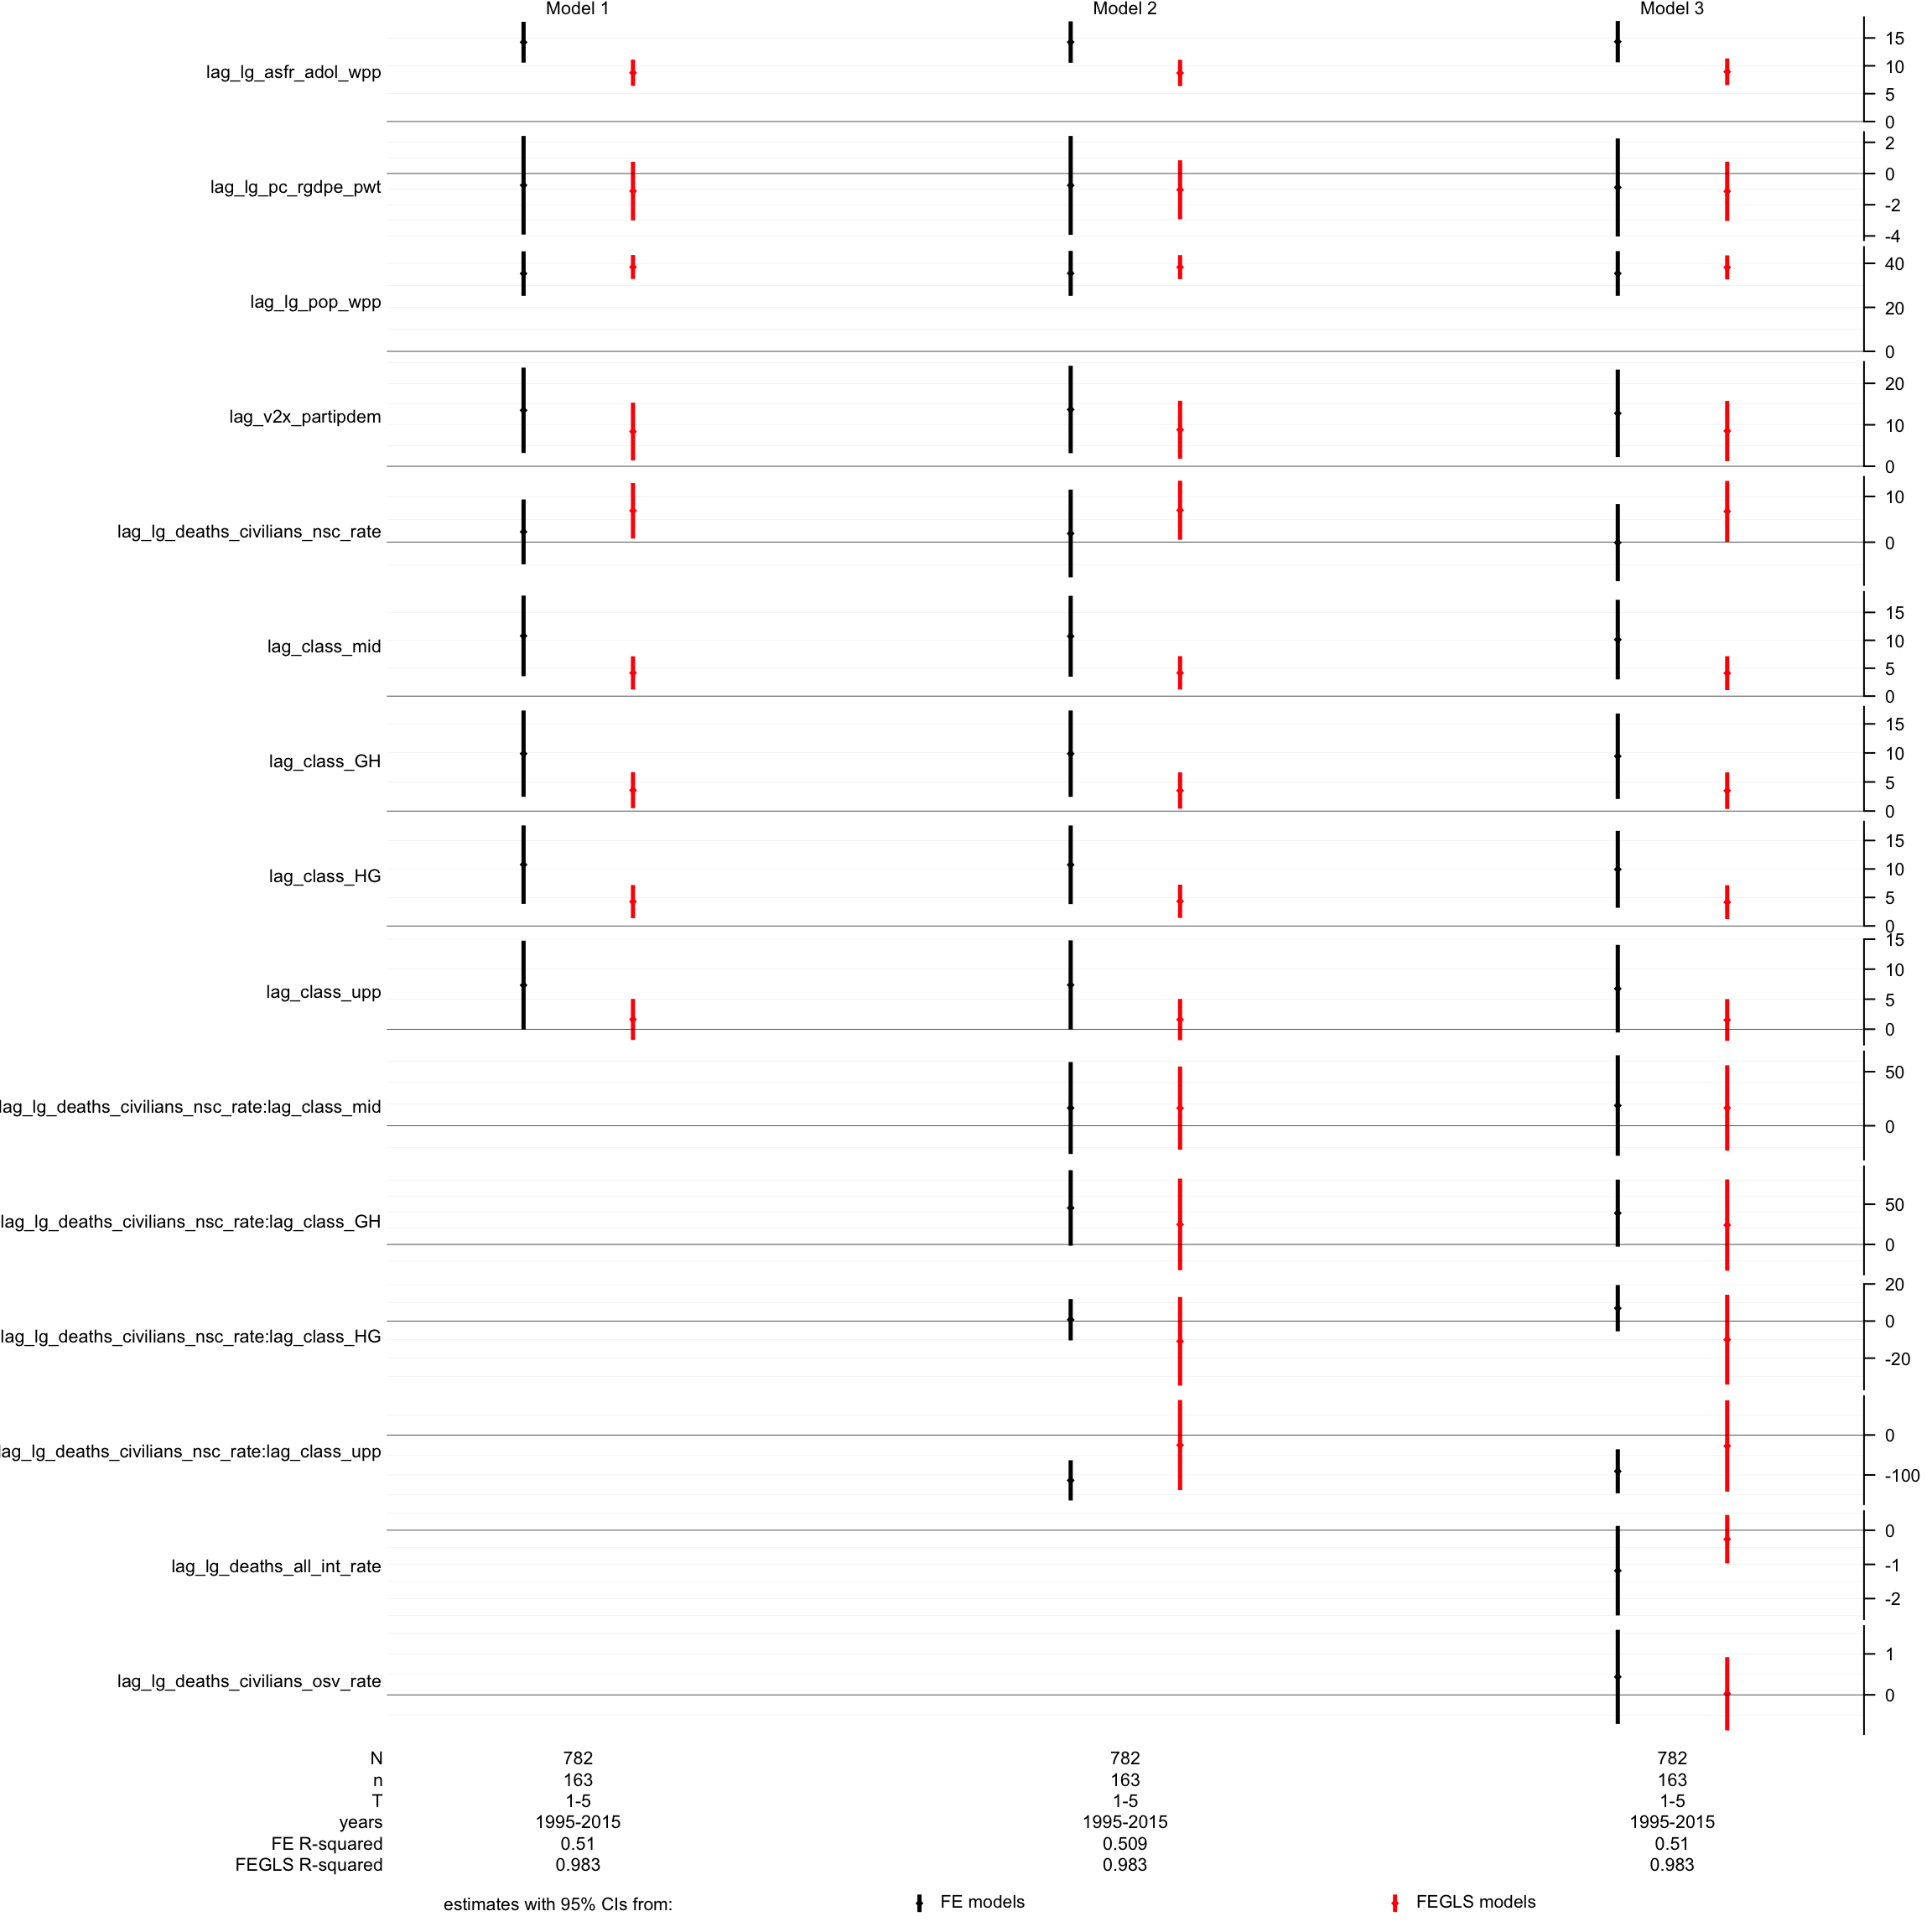 Model 1 Model 2 Model 3
lag_lg_asfr_adol_wpp
15
10
5
0
lag_lg_pc_rgdpe_pwt
2
0
-2
-4
lag_lg_pop_wpp
40
20
0
lag_v2x_partipdem
20
10
0
lag_lg_deaths_civilians_nsc_rate
10
0
lag_class_mid
15
10
5
0
lag_class_GH
15
10
5
0
lag_class_HG
15
10
5
0
lag_class_upp
15
10
5
0
lag_lg_deaths_civilians_nsc_rate:lag_class_mid
50
0
lag_lg_deaths_civilians_nsc_rate:lag_class_GH
50
0
lag_lg_deaths_civilians_nsc_rate:lag_class_HG
20
0
-20
lag_lg_deaths_civilians_nsc_rate:lag_class_upp
0
-100
lag_lg_deaths_all_int_rate
0
-1
-2
lag_lg_deaths_civilians_osv_rate
1
0
N 782 782 782
n 163 163 163
T 1-5 1-5 1-5
years 1995-2015 1995-2015 1995-2015
FE R-squared 0.51 0.509 0.51
FEGLS R-squared 0.983 0.983 0.983
estimates with 95% CIs from: FE models FEGLS models